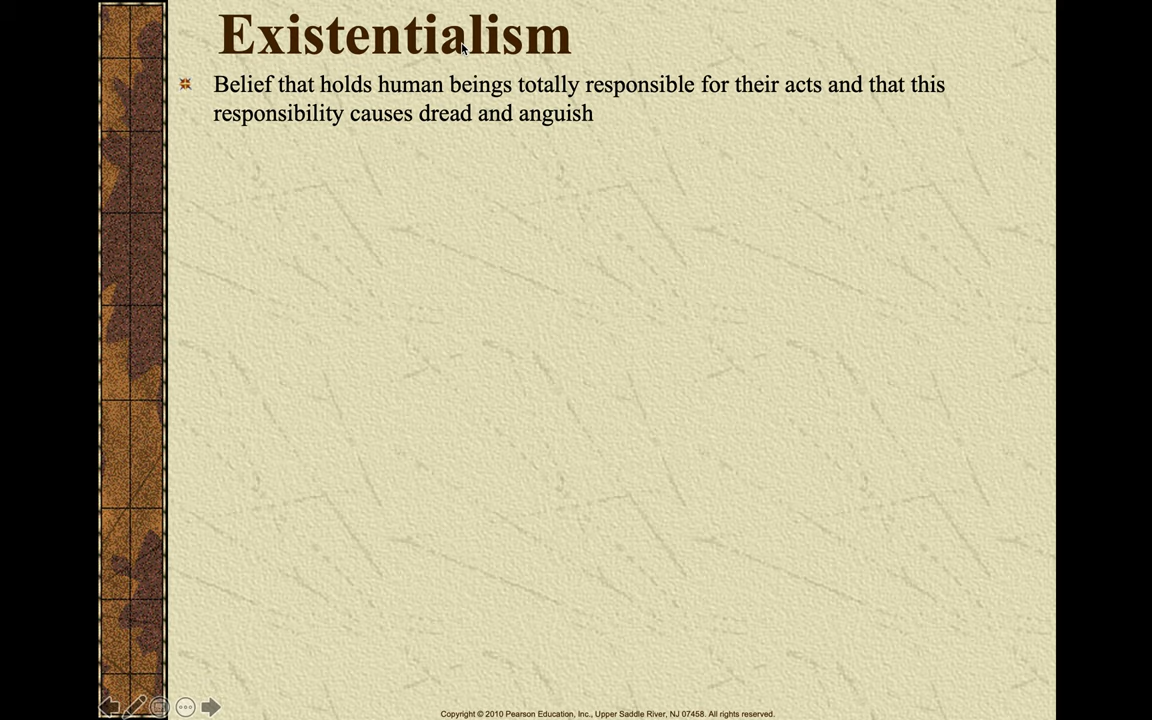 Existentialism
Belief that holds human beings totally responsible for their acts and that this
responsibility causes dread and anguish
Copyright © 2010 Pearson Education, Inc., Upper Saddle River, NJ 07458. All rights reserved.